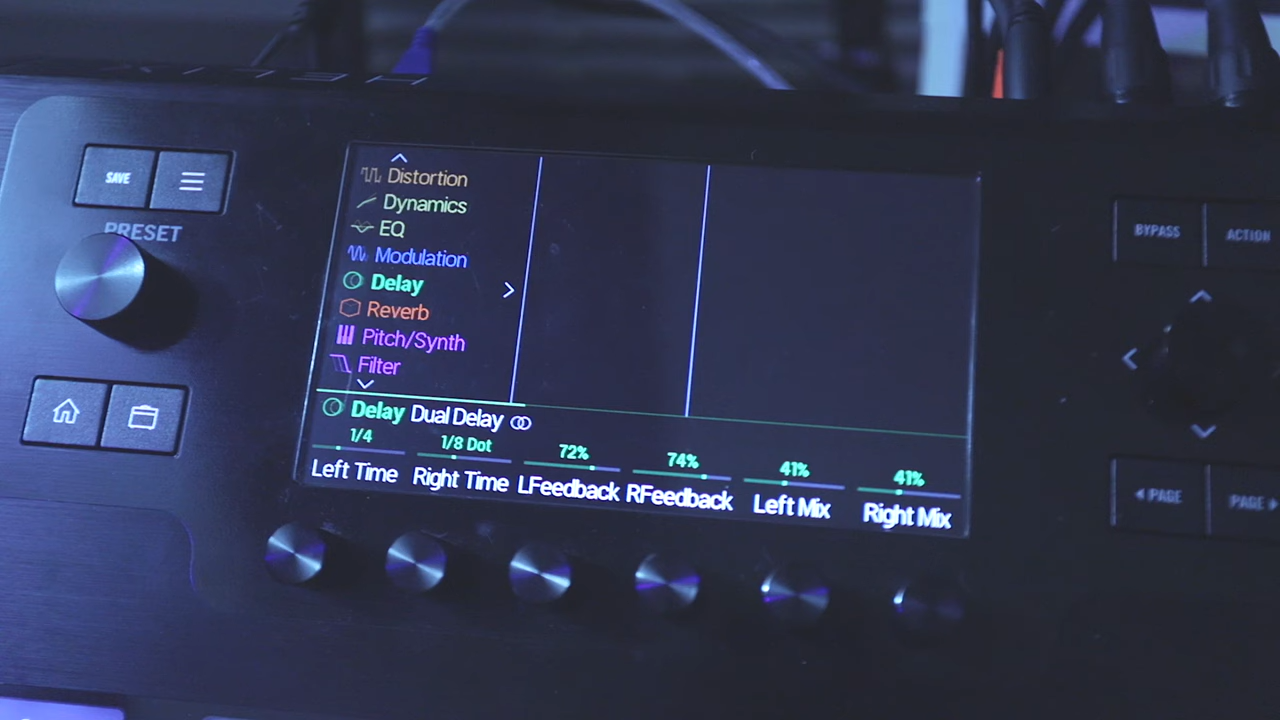 HELIX
SAVE
PRESET
Distortion
Dynamics
EQ
Modulation
Delay
Reverb
Pitch/Synth
Filter
Delay Dual Delay
1/4 1/8 Dot 72% 74% 41% 41%
Left Time Right Time LFeedback RFeedback Left Mix Right Mix
BYPASS ACTION
PAGE PAGE